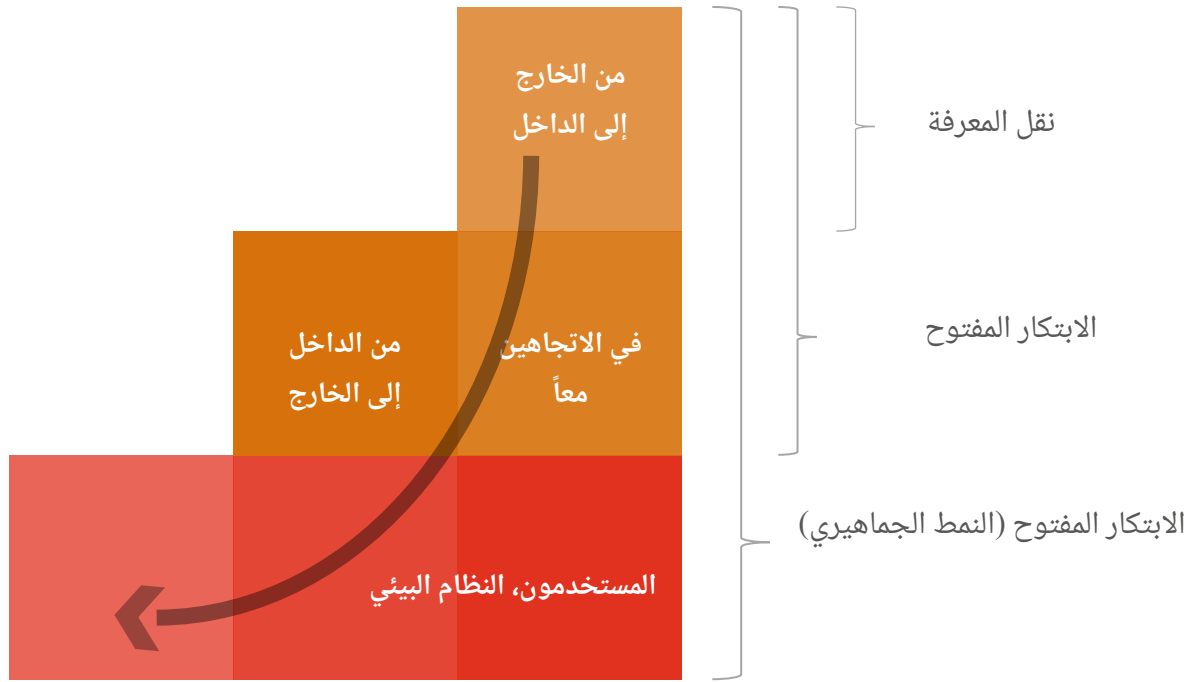 من الخارج
إلى الداخل
نقل المعرفة
الابتكار المفتوح
في الاتجاهين
معاً
من الداخل
إلى الخارج
الابتكار المفتوح (النمط الجماهيري)
المستخدمون، النظام البيئي